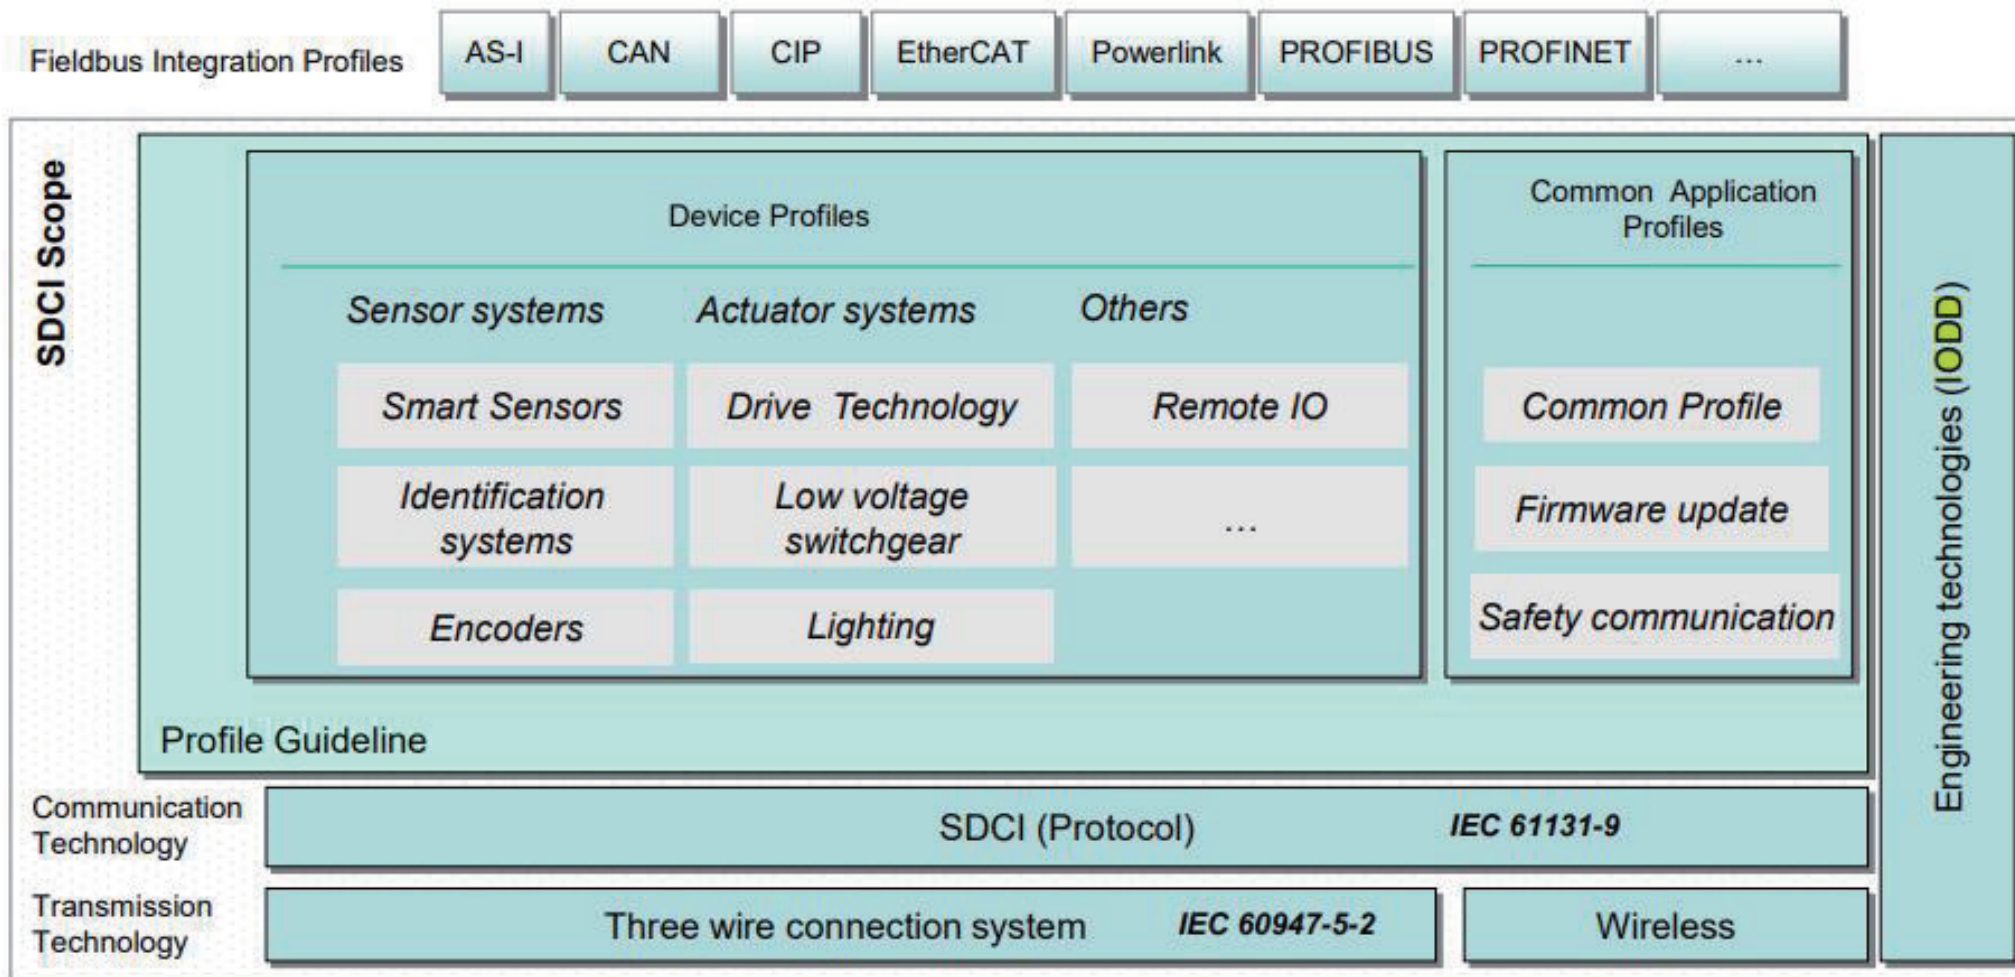 Fieldbus Integration Profiles
AS-I
CAN
CIP
EtherCAT
Powerlink
PROFIBUS
PROFINET
...
SDCI Scope
Device Profiles
Sensor systems
Actuator systems
Others
Smart Sensors
Drive Technology
Remote IO
Identification
systems
Low voltage
switchgear
...
Encoders
Lighting
Common Application
Profiles
Common Profile
Firmware update
Safety communication
Profile Guideline
Engineering technologies (IODD)
Communication
Technology
SDCI (Protocol)
IEC 61131-9
Transmission
Technology
Three wire connection system
IEC 60947-5-2
Wireless